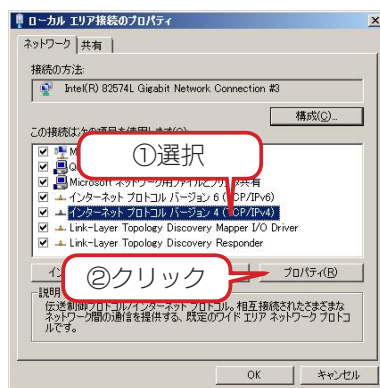 ローカル エリア接続のプロパティ
ネットワーク 共有
接続の方法:
Intel(R) 82574L Gigabit Network Connection #3
構成(C)...
この接続は次の項目を使用します(O):
①選択
Microsoft ネットワーク用ファイルとプリンタ共有
インターネット プロトコル バージョン 6 (TCP/IPv6)
インターネット プロトコル バージョン 4 (TCP/IPv4)
Link-Layer Topology Discovery Mapper I/O Driver
Link-Layer Topology Discovery Responder
②クリック
プロパティ(R)
説明
伝送制御プロトコル/インターネット プロトコル。相互接続されたさまざまな
ネットワーク間の通信を提供する、既定のワイド エリア ネットワーク プロトコ
ルです。
OK キャンセル